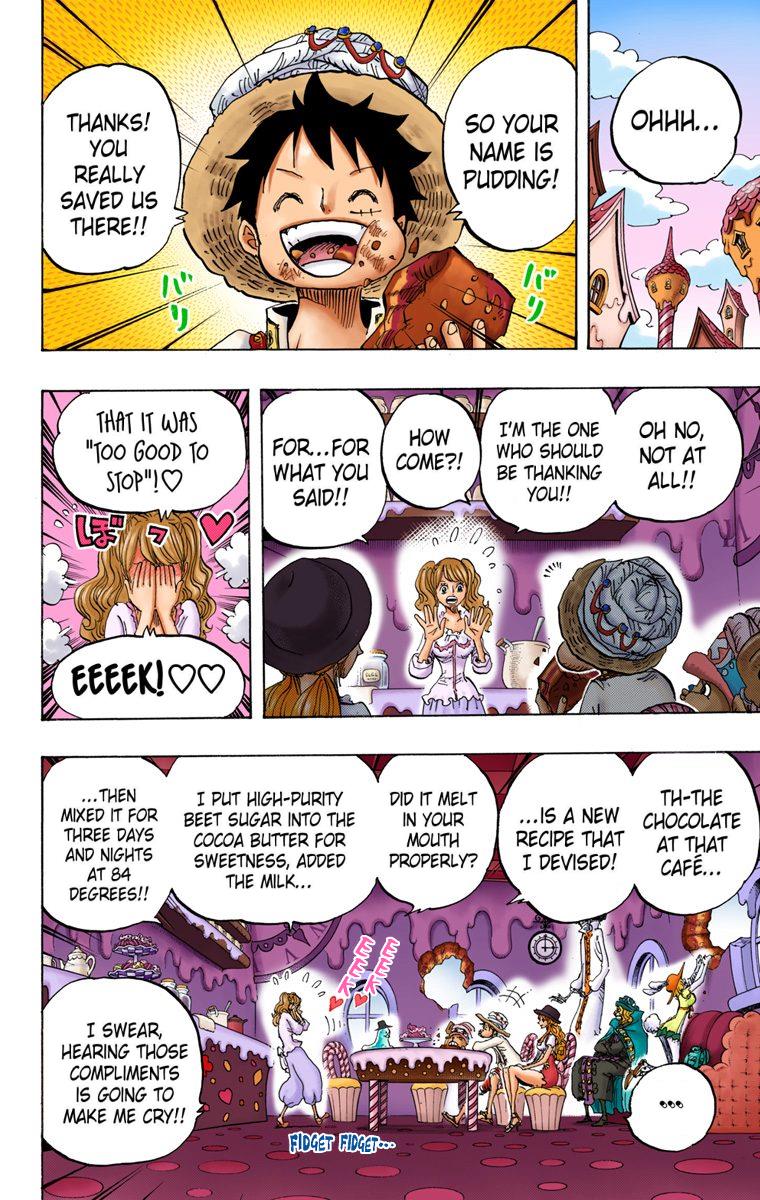 OHHH...
SO YOUR
NAME IS
PUDDING!
THANKS!
YOU
REALLY
SAVED US
THERE!!
バリ
バリ
OH NO,
NOT AT
ALL!!
I'M THE ONE
WHO SHOULD
BE THANKING
YOU!!
HOW
COME?!
FOR...FOR
WHAT YOU
SAID!!
THAT IT WAS
"TOO GOOD TO
STOP"!♡
ぼっ
EEEEK!♡♡
TH-THE
CHOCOLATE
AT THAT
CAFÉ...
...IS A NEW
RECIPE THAT
I DEVISED!
DID IT MELT
IN YOUR
MOUTH
PROPERLY?
I PUT HIGH-PURITY
BEET SUGAR INTO THE
COCOA BUTTER FOR
SWEETNESS, ADDED
THE MILK...
...THEN
MIXED IT FOR
THREE DAYS
AND NIGHTS
AT 84
DEGREES!!
EEEK
EEEK
I SWEAR,
HEARING THOSE
COMPLIMENTS
IS GOING TO
MAKE ME CRY!!
FIDGET FIDGET...
...